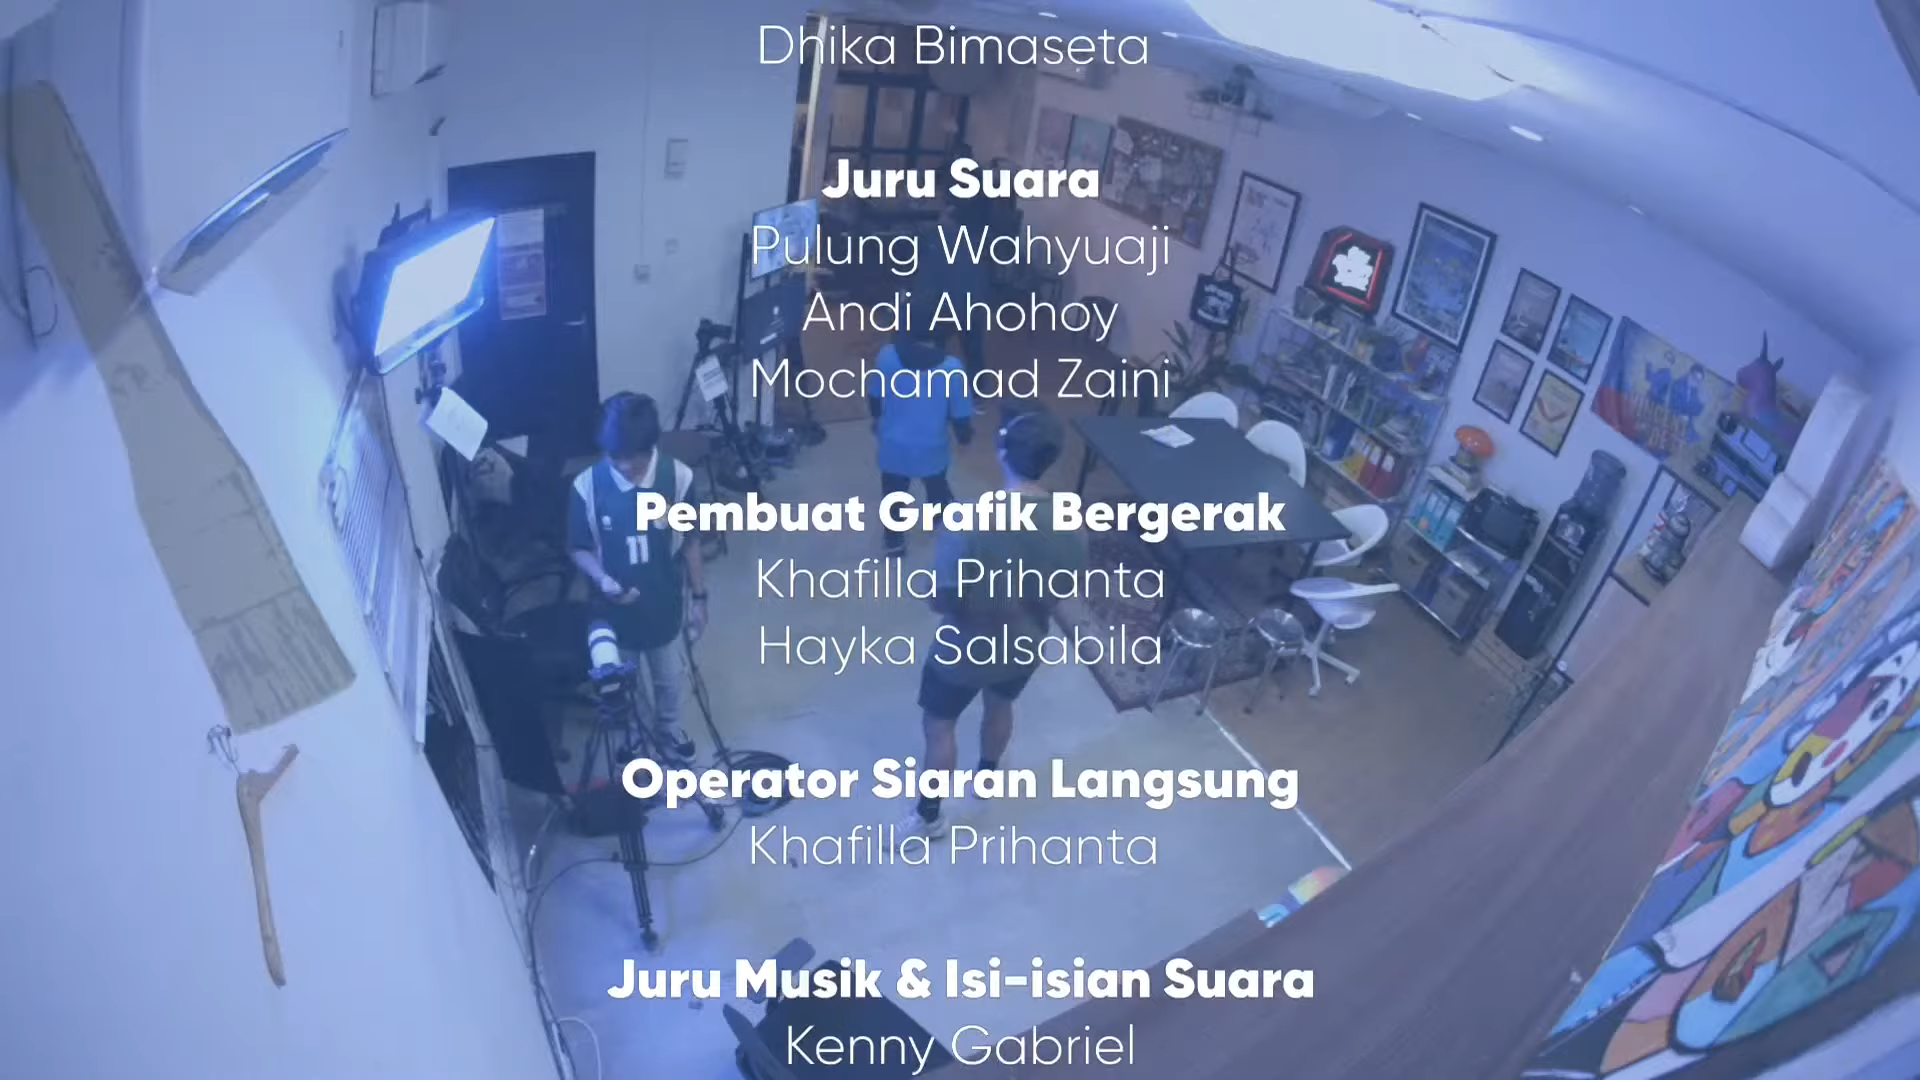 Dhika Bimaseta
Juru Suara
Pulung Wahyuaji
Andi Ahohoy
Mochamad Zaini
Pembuat Grafik Bergerak
11
Khafilla Prihanta
Hayka Salsabila
Operator Siaran Langsung
Khafilla Prihanta
Juru Musik & Isi-isian Suara
Kenny Gabriel